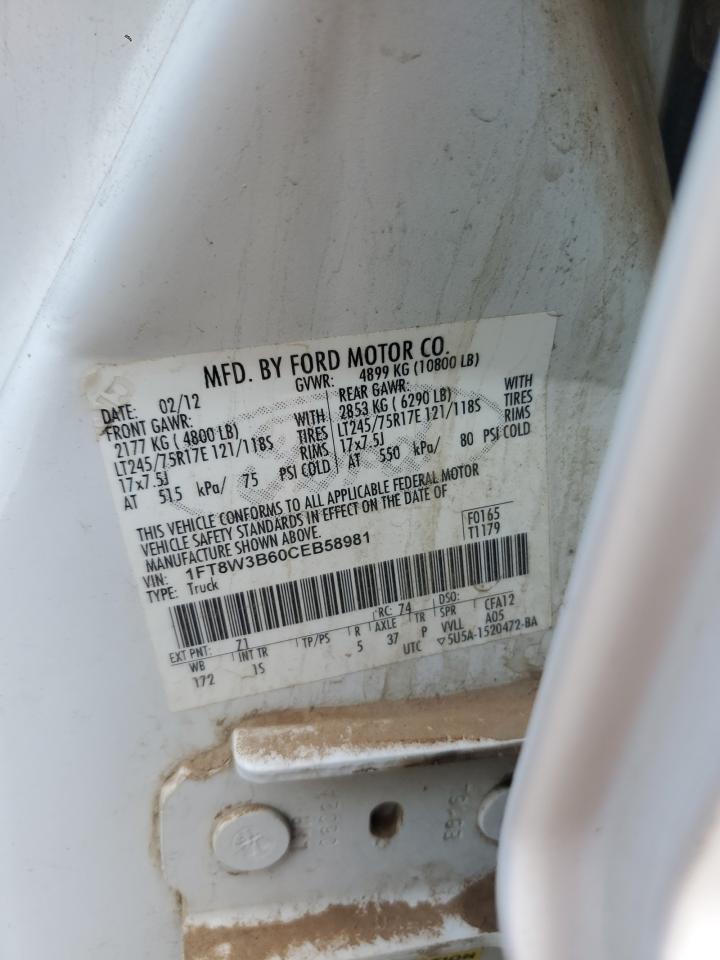 MFD. BY FORD MOTOR CO.
DATE: 02/12
GVWR: 4899 KG (10800 LB)
FRONT GAWR:
2177 KG ( 4800 LB) WITH
LT245/75R17E 121/118S TIRES
17x7.5J RIMS
AT 515 kPa/ 75 PSI COLD
REAR GAWR:
2853 KG ( 6290 LB) WITH
LT245/75R17E 121/118S TIRES
17x7.5J RIMS
AT 550 kPa/ 80 PSI COLD
THIS VEHICLE CONFORMS TO ALL APPLICABLE FEDERAL MOTOR
VEHICLE SAFETY STANDARDS IN EFFECT ON THE DATE OF
MANUFACTURE SHOWN ABOVE.
VIN: 1FT8W3B60CEB58981
TYPE: Truck
F0165
T1179
EXT PNT: Z1 RC: 74 DSO:
WB INT TR TP/PS R AXLE TR SPR CFA12
172 1S 5 37 P VVLL A05
UTC ▽5U5A-1520472-BA